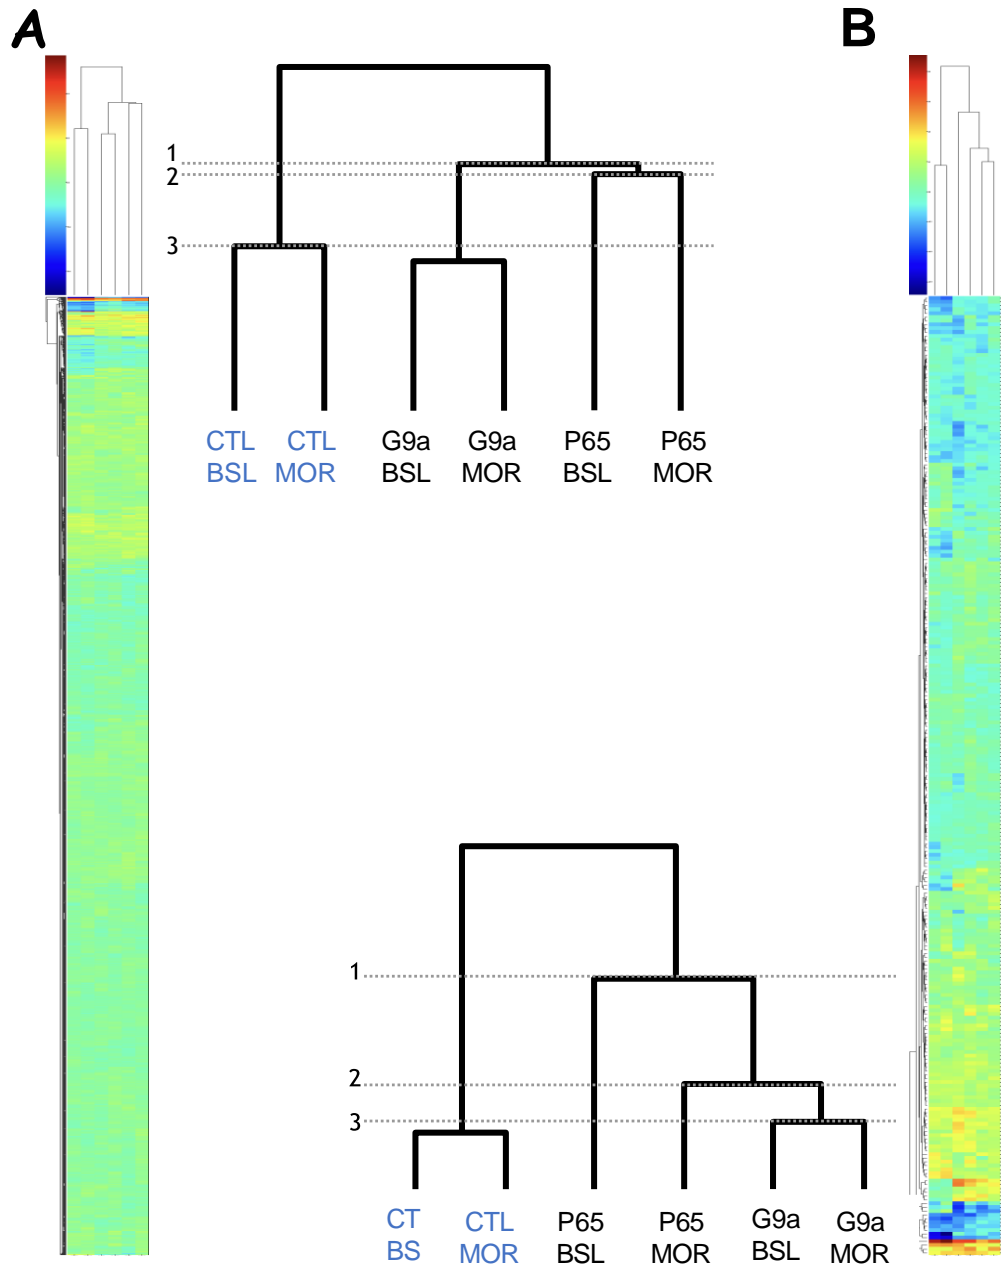 A
B
1
2
3
CTL CTL G9a G9a P65 P65
BSL MOR BSL MOR BSL MOR
1
2
3
CT CTL P65 P65 G9a G9a
BS MOR BSL MOR BSL MOR